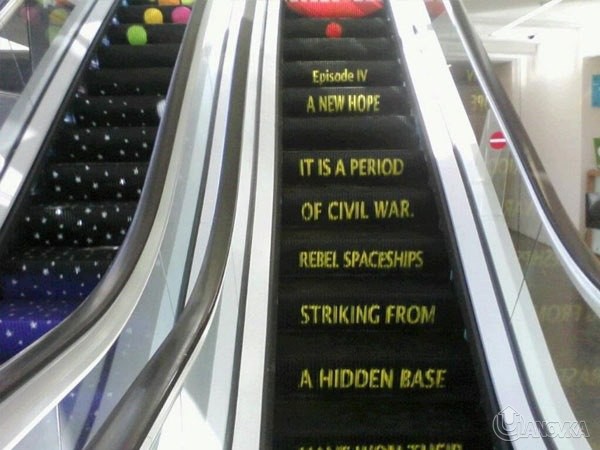 Episode IV
A NEW HOPE
IT IS A PERIOD
OF CIVIL WAR.
REBEL SPACESHIPS
STRIKING FROM
A HIDDEN BASE